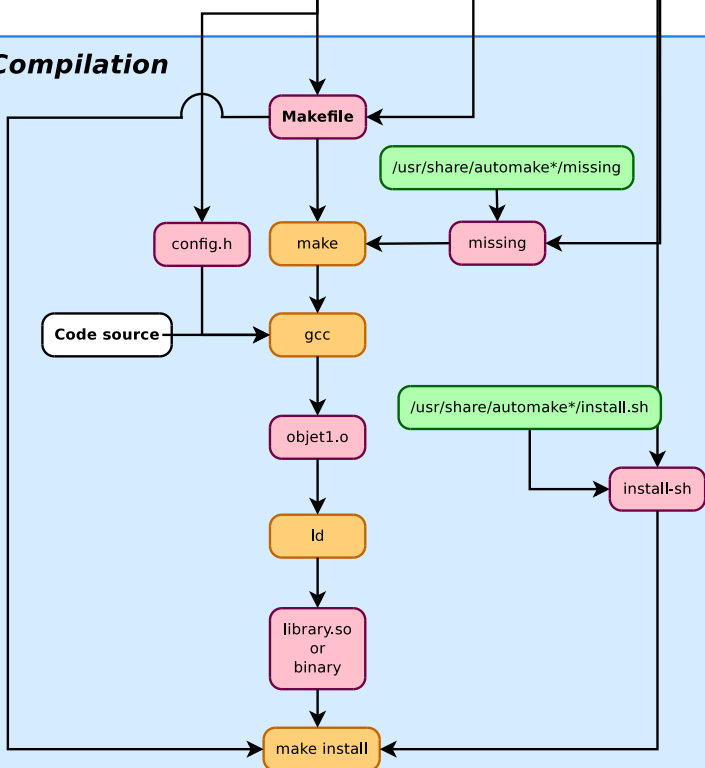 Compilation
Makefile
/usr/share/automake*/missing
config.h
make
missing
Code source
gcc
/usr/share/automake*/install.sh
objet1.o
install-sh
ld
library.so
or
binary
make install